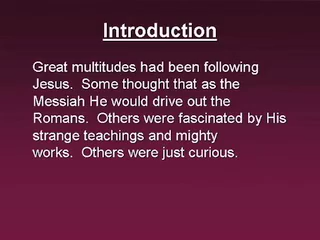 Introduction
Great multitudes had been following
Jesus.  Some thought that as the
Messiah He would drive out the
Romans.  Others were fascinated by His
strange teachings and mighty
works.  Others were just curious.